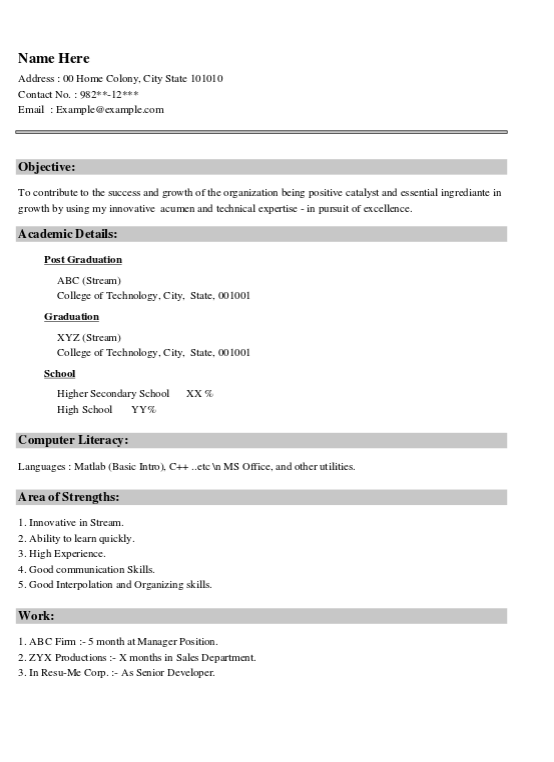 Name Here
Address : 00 Home Colony, City State 101010
Contact No. : 982**-12***
Email : Example@example.com
Objective:
To contribute to the success and growth of the organization being positive catalyst and essential ingrediante in
growth by using my innovative acumen and technical expertise - in pursuit of excellence.
Academic Details:
Post Graduation
ABC (Stream)
College of Technology, City, State, 001001
Graduation
XYZ (Stream)
College of Technology, City, State, 001001
School
Higher Secondary School XX %
High School YY%
Computer Literacy:
Languages : Matlab (Basic Intro), C++ ..etc \n MS Office, and other utilities.
Area of Strengths:
1. Innovative in Stream.
2. Ability to learn quickly.
3. High Experience.
4. Good communication Skills.
5. Good Interpolation and Organizing skills.
Work:
1. ABC Firm :- 5 month at Manager Position.
2. ZYX Productions :- X months in Sales Department.
3. In Resu-Me Corp. :- As Senior Developer.